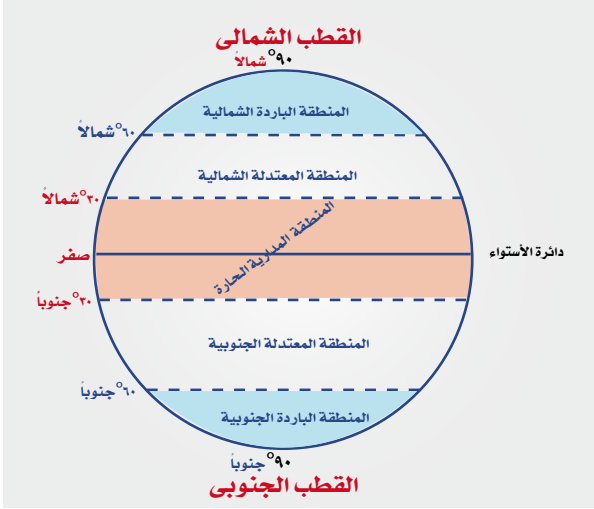 القطب الشمالى
٩٠° شمالاً
المنطقة الباردة الشمالية
٦٠° شمالاً
المنطقة المعتدلة الشمالية
٣٠° شمالاً
المنطقة المدارية الحارة
دائرة الأستواء
صفر
٣٠° جنوباً
المنطقة المعتدلة الجنوبية
٦٠° جنوباً
المنطقة الباردة الجنوبية
٩٠° جنوباً
القطب الجنوبى